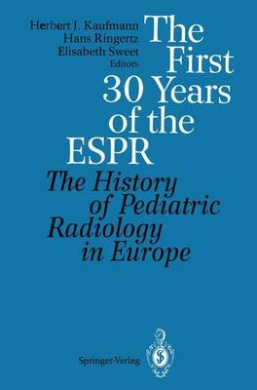 Herbert J. Kaufmann
Hans Ringertz
Elisabeth Sweet
Editors
The
First
30 Years
of the
ESPR
The History
of Pediatric
Radiology
in Europe
Springer-Verlag